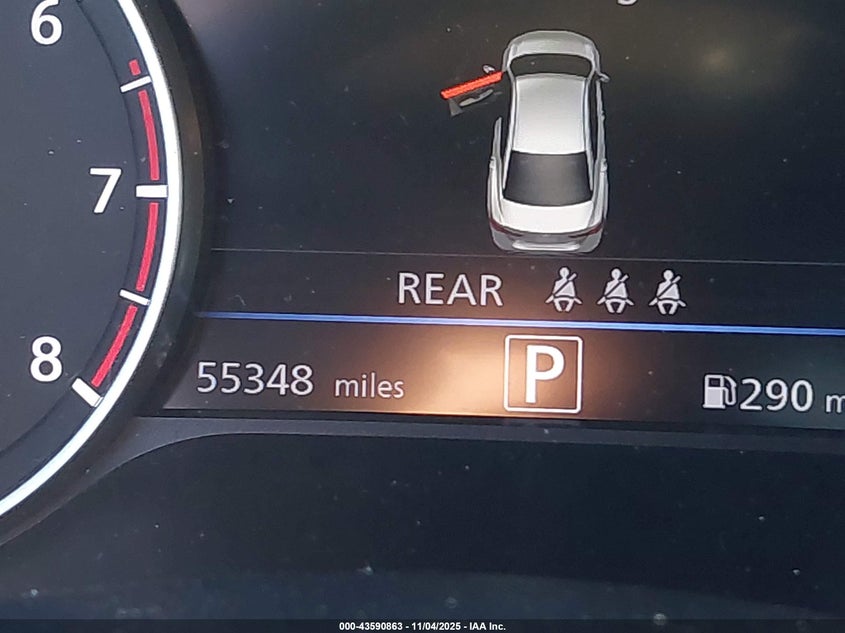 6
7
8
REAR
55348 miles
P
290 m
000-43590863 - 11/04/2025 - IAA Inc.